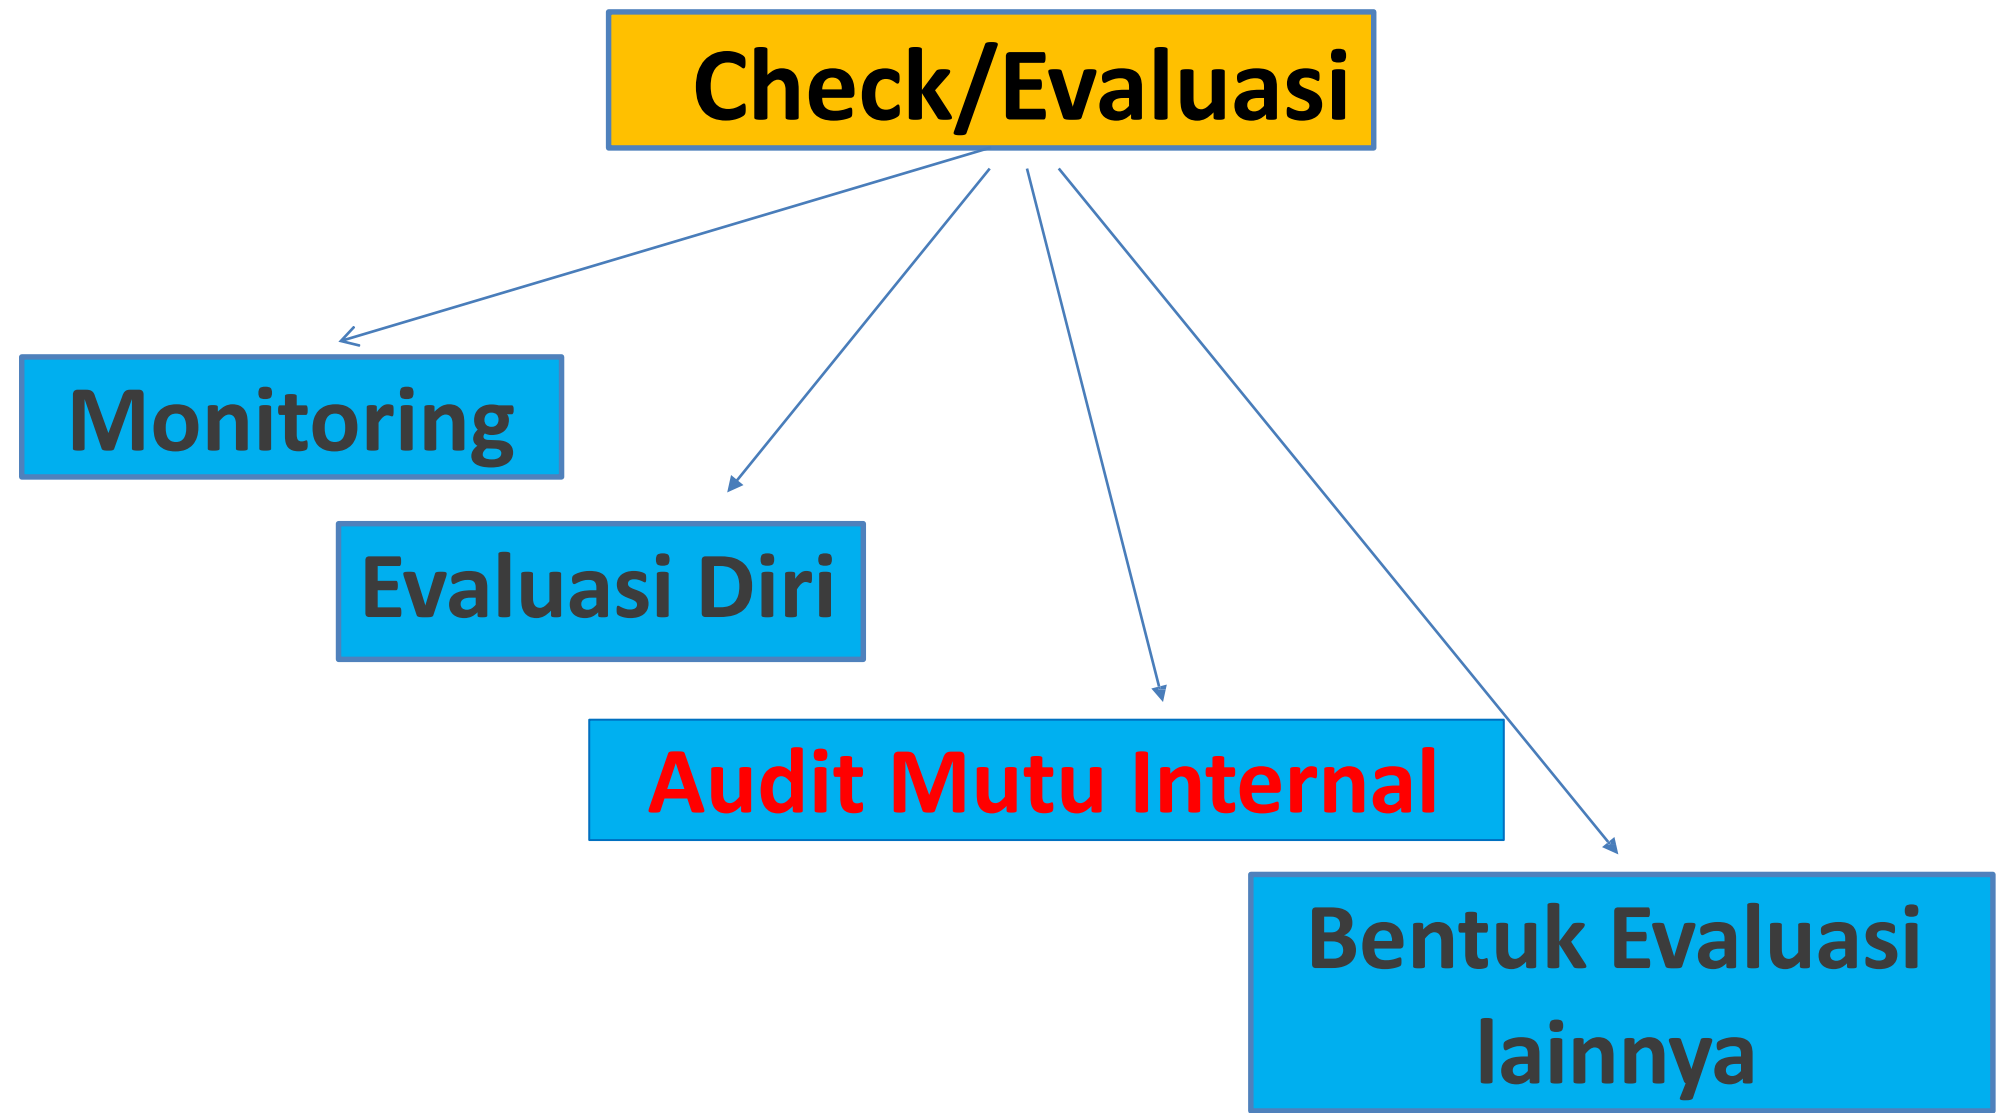 Check/Evaluasi
Monitoring
Evaluasi Diri
Audit Mutu Internal
Bentuk Evaluasi
lainnya